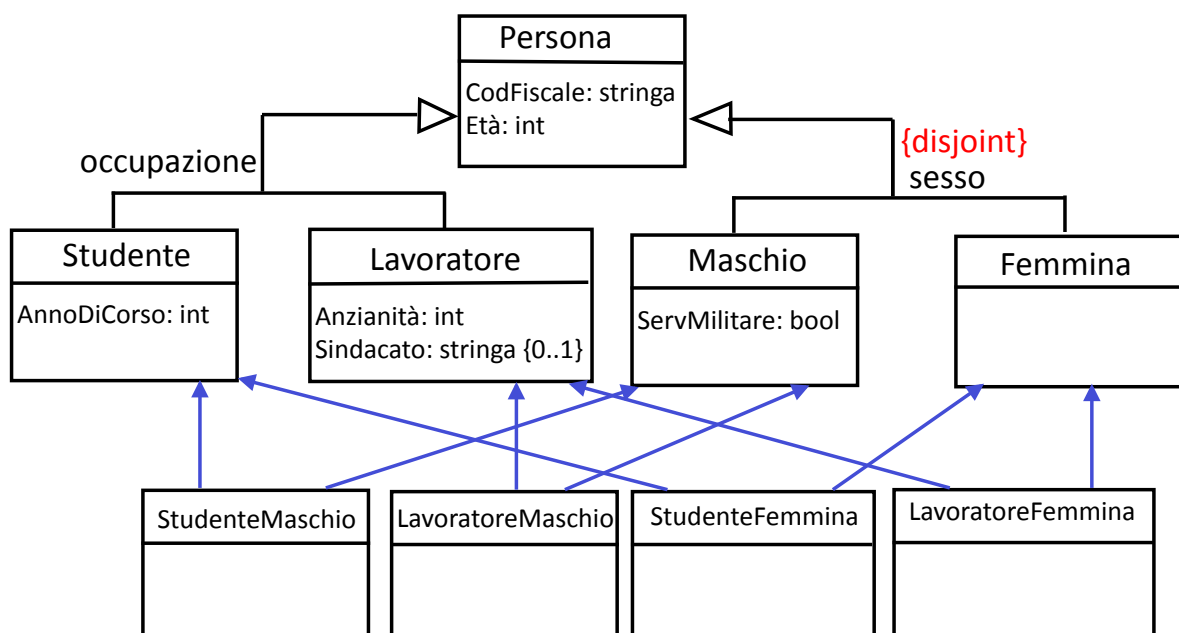 Persona
CodFiscale: stringa
Età: int
occupazione
{disjoint}
sesso
Studente
AnnoDiCorso: int
Lavoratore
Anzianità: int
Sindacato: stringa {0..1}
Maschio
ServMilitare: bool
Femmina
StudenteMaschio
LavoratoreMaschio
StudenteFemmina
LavoratoreFemmina